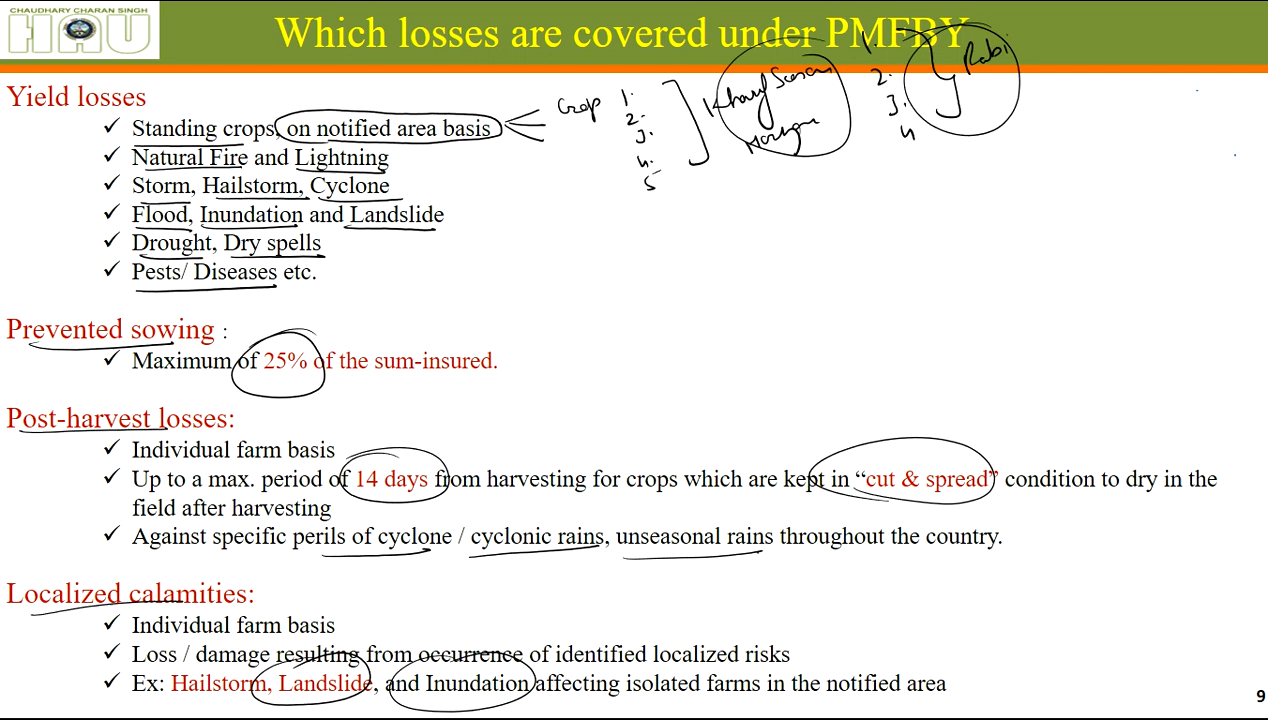 CHAUDHARY CHARAN SINGH
HAU
Which losses are covered under PMFBY
Yield losses
✓ Standing crops, on notified area basis
✓ Natural Fire and Lightning
✓ Storm, Hailstorm, Cyclone
✓ Flood, Inundation and Landslide
✓ Drought, Dry spells
✓ Pests/ Diseases etc.
Crop 1.
2.
3.
4.
5
1.
2.
3.
4
Rabi
Prevented sowing :
✓ Maximum of 25% of the sum-insured.
Post-harvest losses:
✓ Individual farm basis
✓ Up to a max. period of 14 days from harvesting for crops which are kept in “cut & spread” condition to dry in the
field after harvesting
✓ Against specific perils of cyclone / cyclonic rains, unseasonal rains throughout the country.
Localized calamities:
✓ Individual farm basis
✓ Loss / damage resulting from occurrence of identified localized risks
✓ Ex: Hailstorm, Landslide, and Inundation affecting isolated farms in the notified area
9